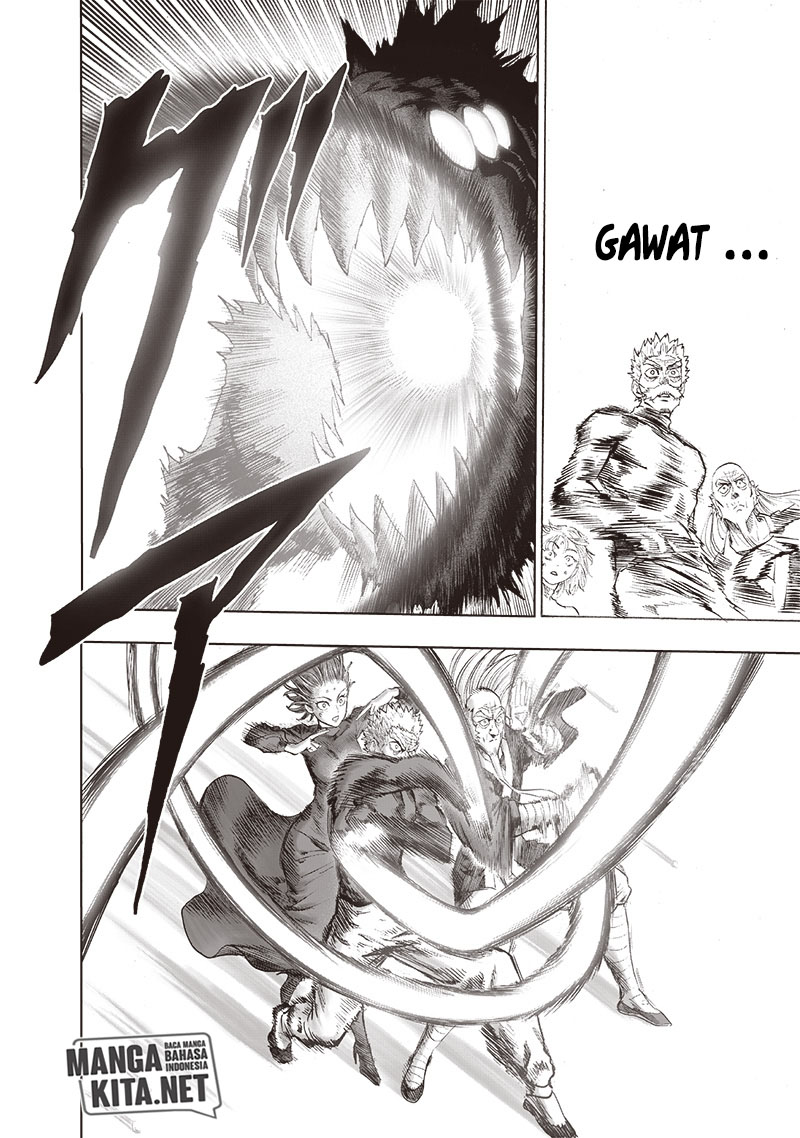 GAWAT ...
MANGA
KITA.NET
BACA MANGA
BAHASA
INDONESIA